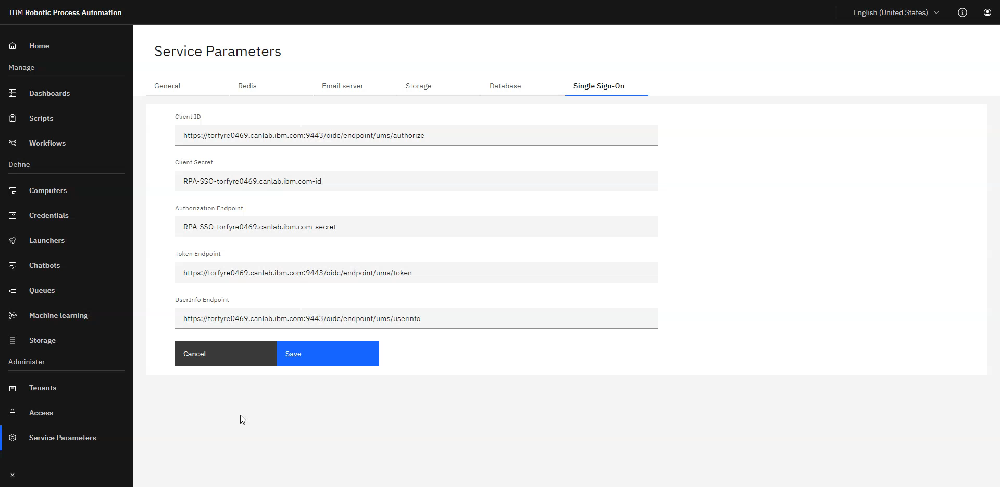 IBM Robotic Process Automation
English (United States)
Home
Manage
Dashboards
Scripts
Workflows
Define
Computers
Credentials
Launchers
Chatbots
Queues
Machine learning
Storage
Administer
Tenants
Access
Service Parameters
Service Parameters
General
Redis
Email server
Storage
Database
Single Sign-On
Client ID
https://torfyre0469.canlab.ibm.com:9443/oidc/endpoint/ums/authorize
Client Secret
RPA-SSO-torfyre0469.canlab.ibm.com-id
Authorization Endpoint
RPA-SSO-torfyre0469.canlab.ibm.com-secret
Token Endpoint
https://torfyre0469.canlab.ibm.com:9443/oidc/endpoint/ums/token
UserInfo Endpoint
https://torfyre0469.canlab.ibm.com:9443/oidc/endpoint/ums/userinfo
Cancel
Save